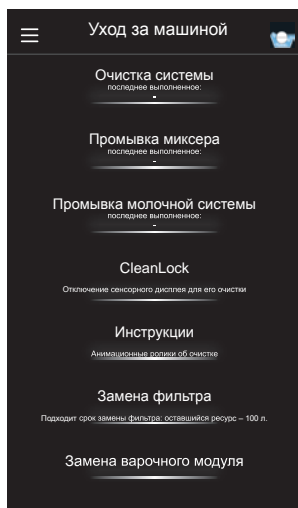 Уход за машиной
Очистка системы
последнее выполненное:
-
Промывка миксера
последнее выполненное:
-
Промывка молочной системы
последнее выполненное:
-
CleanLock
Отключение сенсорного дисплея для его очистки
Инструкции
Анимационные ролики об очистке
Замена фильтра
Подходит срок замены фильтра: оставшийся ресурс – 100 л.
Замена варочного модуля